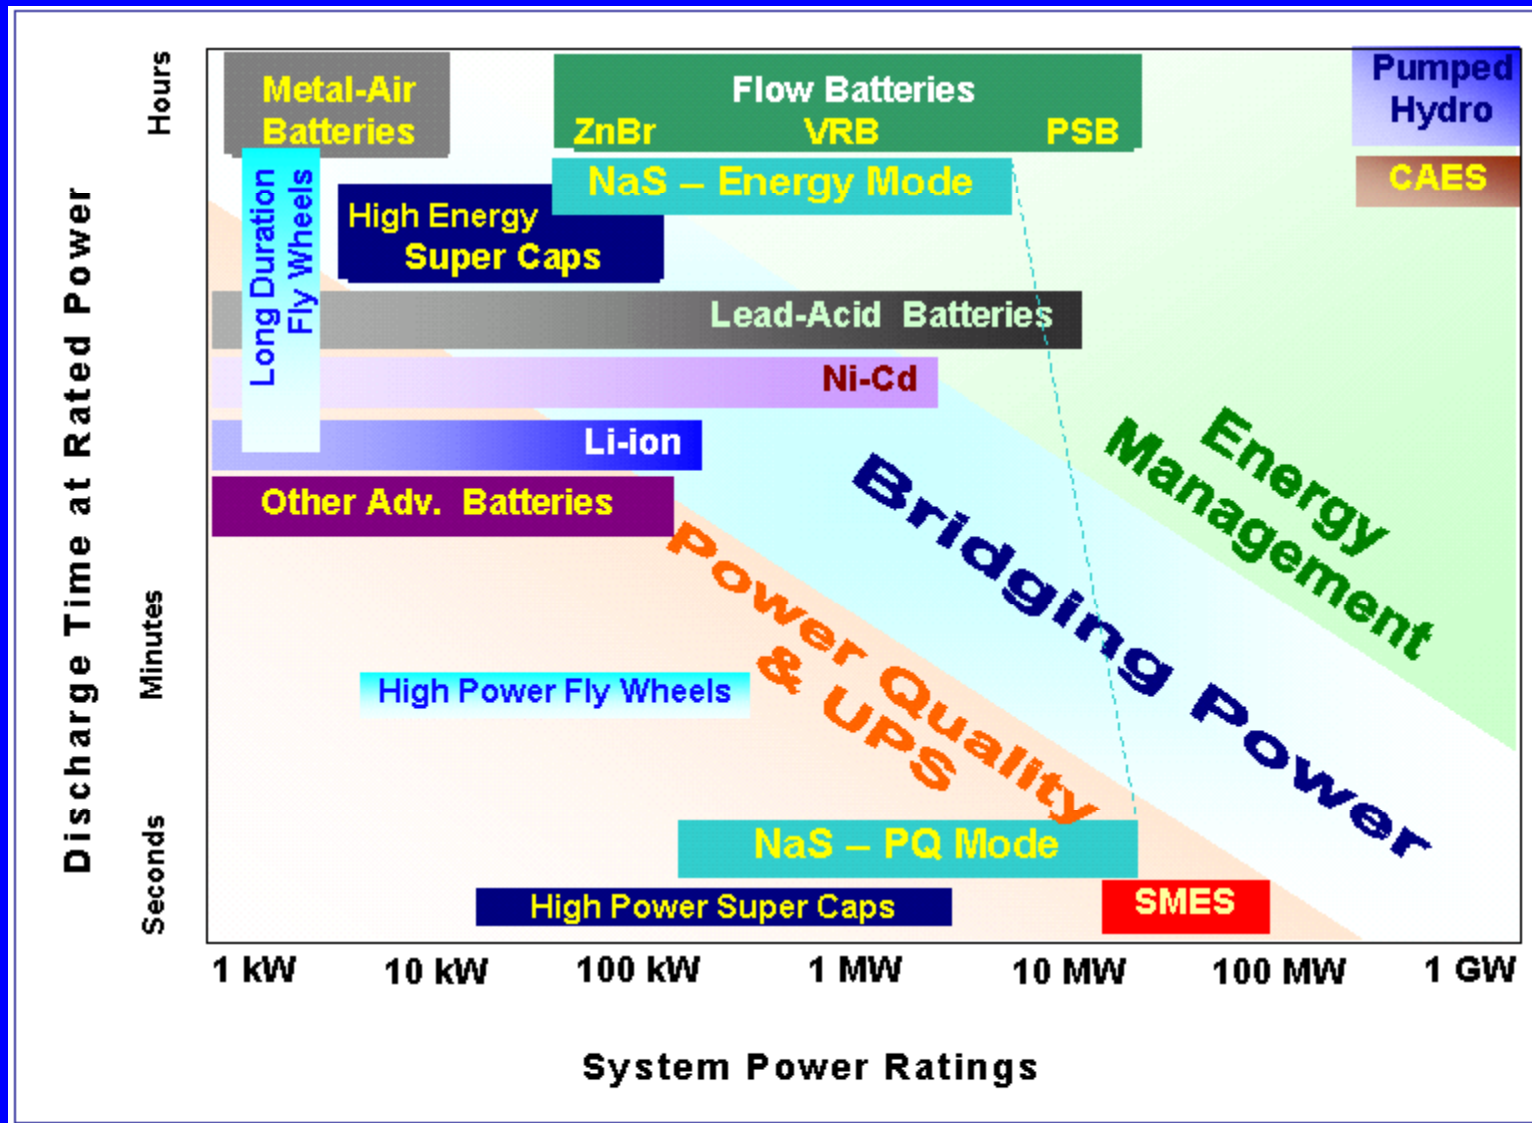 Hours
Minutes
Seconds
Discharge Time at Rated Power
Metal-Air
Batteries
Flow Batteries
ZnBr VRB PSB
Pumped
Hydro
CAES
NaS – Energy Mode
High Energy
Super Caps
Long Duration
Fly Wheels
Lead-Acid Batteries
Ni-Cd
Li-ion
Other Adv. Batteries
Energy
Management
Bridging Power
Power Quality
& UPS
High Power Fly Wheels
NaS – PQ Mode
High Power Super Caps
SMES
1 kW 10 kW 100 kW 1 MW 10 MW 100 MW 1 GW
System Power Ratings